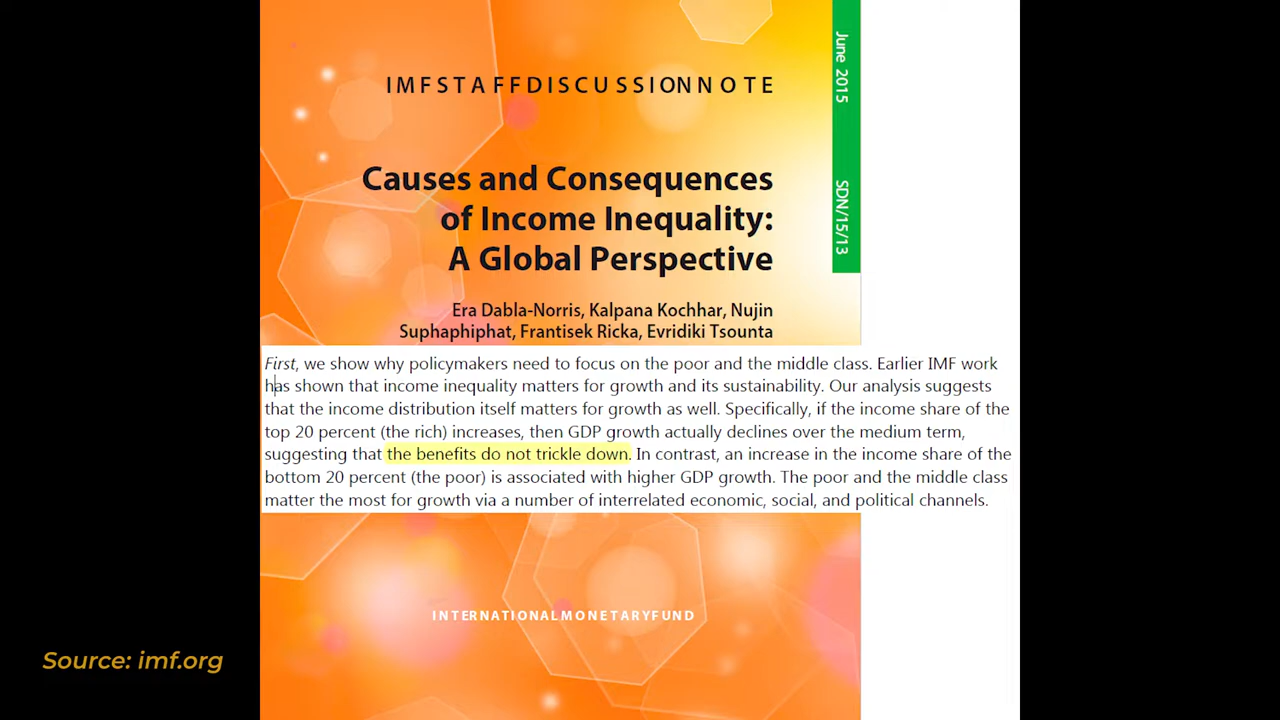 IMF STAFF DISCUSSION NOTE
June 2015
SDN/15/13
Causes and Consequences
of Income Inequality:
A Global Perspective
Era Dabla-Norris, Kalpana Kochhar, Nujin
Suphaphiphat, Frantisek Ricka, Evridiki Tsounta
First, we show why policymakers need to focus on the poor and the middle class. Earlier IMF work
has shown that income inequality matters for growth and its sustainability. Our analysis suggests
that the income distribution itself matters for growth as well. Specifically, if the income share of the
top 20 percent (the rich) increases, then GDP growth actually declines over the medium term,
suggesting that the benefits do not trickle down. In contrast, an increase in the income share of the
bottom 20 percent (the poor) is associated with higher GDP growth. The poor and the middle class
matter the most for growth via a number of interrelated economic, social, and political channels.
INTERNATIONAL MONETARY FUND
Source: imf.org